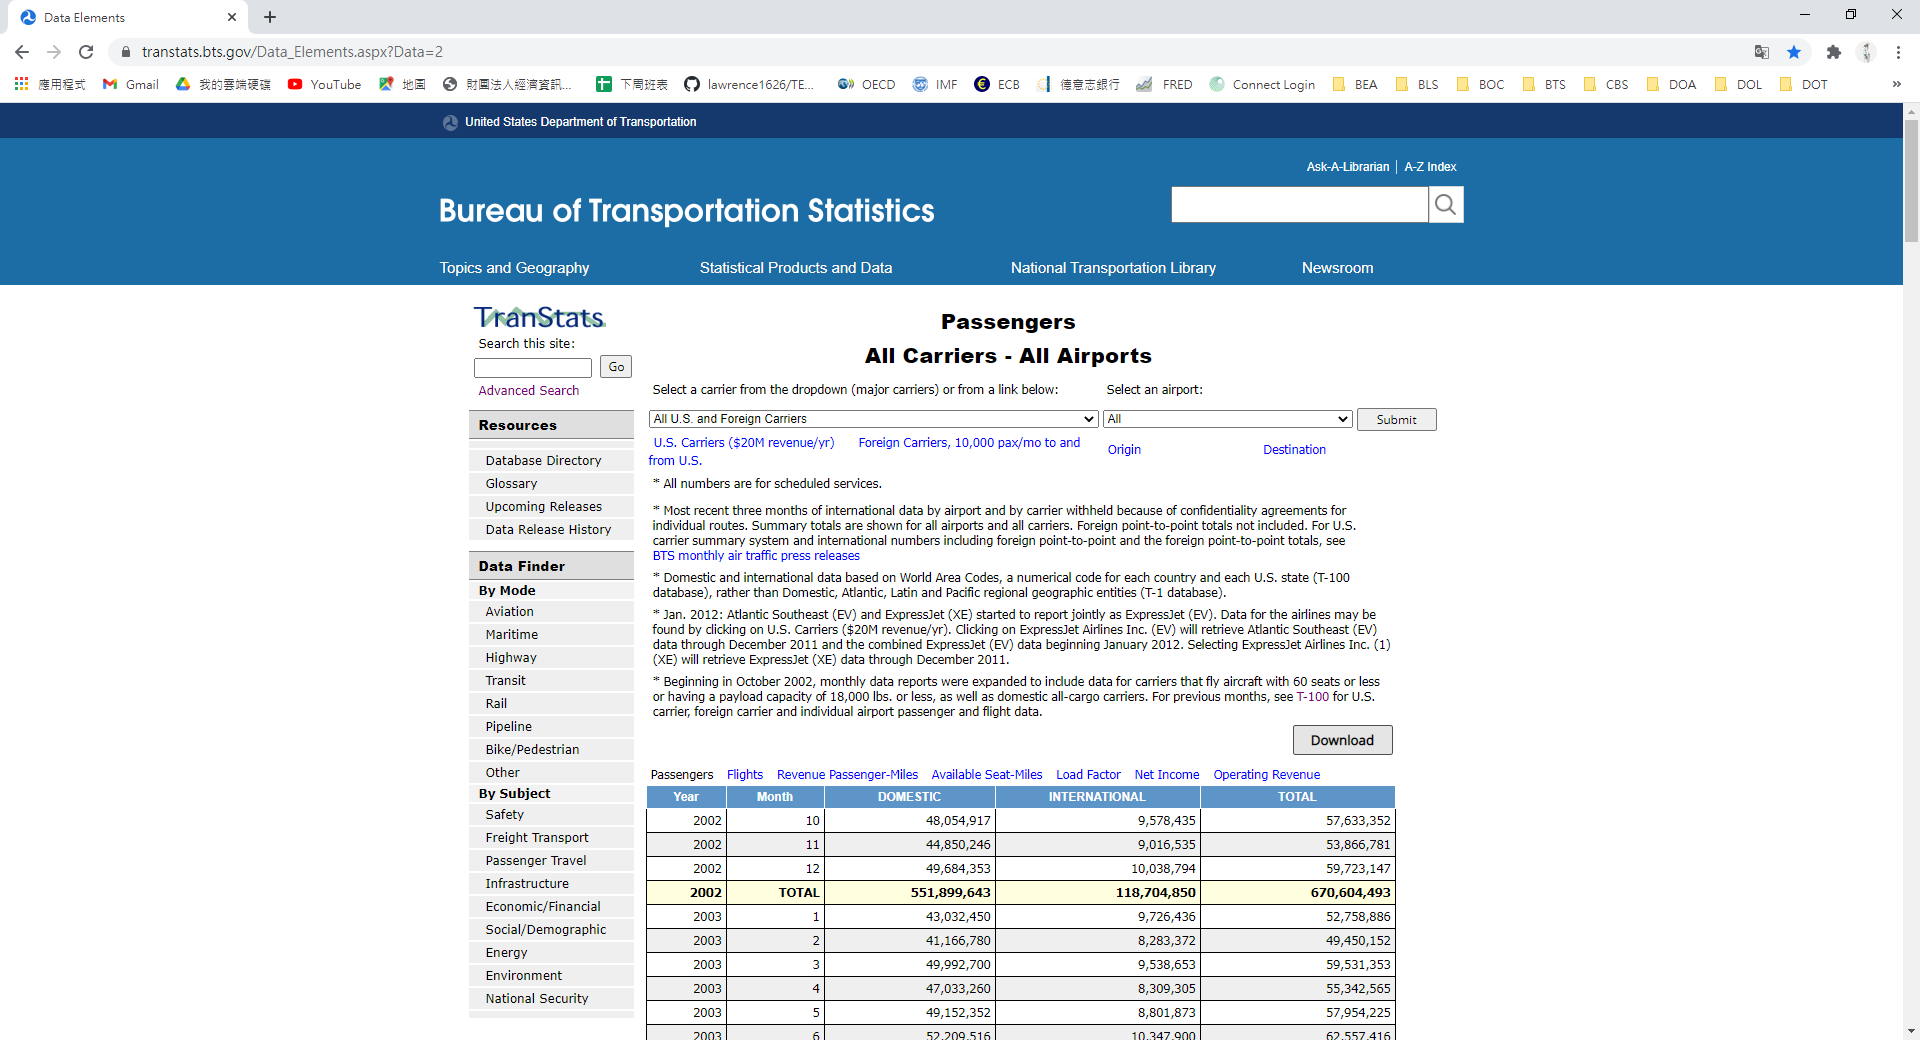 Data Elements
transtats.bts.gov/Data_Elements.aspx?Data=2
應用程式 Gmail 我的雲端硬碟 YouTube 地圖 財團法人經濟資訊... 下周班表 lawrence1626/TE... OECD IMF ECB 德意志銀行 FRED Connect Login BEA BLS BOC BTS CBS DOA DOL DOT »
United States Department of Transportation
Ask-A-Librarian | A-Z Index
Bureau of Transportation Statistics
Topics and Geography Statistical Products and Data National Transportation Library Newsroom
TranStats
Search this site:
Go
Advanced Search
Resources
Database Directory
Glossary
Upcoming Releases
Data Release History
Data Finder
By Mode
Aviation
Maritime
Highway
Transit
Rail
Pipeline
Bike/Pedestrian
Other
By Subject
Safety
Freight Transport
Passenger Travel
Infrastructure
Economic/Financial
Social/Demographic
Energy
Environment
National Security
Passengers
All Carriers - All Airports
Select a carrier from the dropdown (major carriers) or from a link below: Select an airport:
All U.S. and Foreign Carriers All Submit
U.S. Carriers ($20M revenue/yr) Foreign Carriers, 10,000 pax/mo to and
from U.S.
Origin Destination
* All numbers are for scheduled services.
* Most recent three months of international data by airport and by carrier withheld because of confidentiality agreements for
individual routes. Summary totals are shown for all airports and all carriers. Foreign point-to-point totals not included. For U.S.
carrier summary system and international numbers including foreign point-to-point and the foreign point-to-point totals, see
BTS monthly air traffic press releases
* Domestic and international data based on World Area Codes, a numerical code for each country and each U.S. state (T-100
database), rather than Domestic, Atlantic, Latin and Pacific regional geographic entities (T-1 database).
* Jan. 2012: Atlantic Southeast (EV) and ExpressJet (XE) started to report jointly as ExpressJet (EV). Data for the airlines may be
found by clicking on U.S. Carriers ($20M revenue/yr). Clicking on ExpressJet Airlines Inc. (EV) will retrieve Atlantic Southeast (EV)
data through December 2011 and the combined ExpressJet (EV) data beginning January 2012. Selecting ExpressJet Airlines Inc. (1)
(XE) will retrieve ExpressJet (XE) data through December 2011.
* Beginning in October 2002, monthly data reports were expanded to include data for carriers that fly aircraft with 60 seats or less
or having a payload capacity of 18,000 lbs. or less, as well as domestic all-cargo carriers. For previous months, see T-100 for U.S.
carrier, foreign carrier and individual airport passenger and flight data.
Download
Passengers Flights Revenue Passenger-Miles Available Seat-Miles Load Factor Net Income Operating Revenue
Year Month DOMESTIC INTERNATIONAL TOTAL
2002 10 48,054,917 9,578,435 57,633,352
2002 11 44,850,246 9,016,535 53,866,781
2002 12 49,684,353 10,038,794 59,723,147
2002 TOTAL 551,899,643 118,704,850 670,604,493
2003 1 43,032,450 9,726,436 52,758,886
2003 2 41,166,780 8,283,372 49,450,152
2003 3 49,992,700 9,538,653 59,531,353
2003 4 47,033,260 8,309,305 55,342,565
2003 5 49,152,352 8,801,873 57,954,225
2003 6 52,209,516 10,347,900 62,557,416